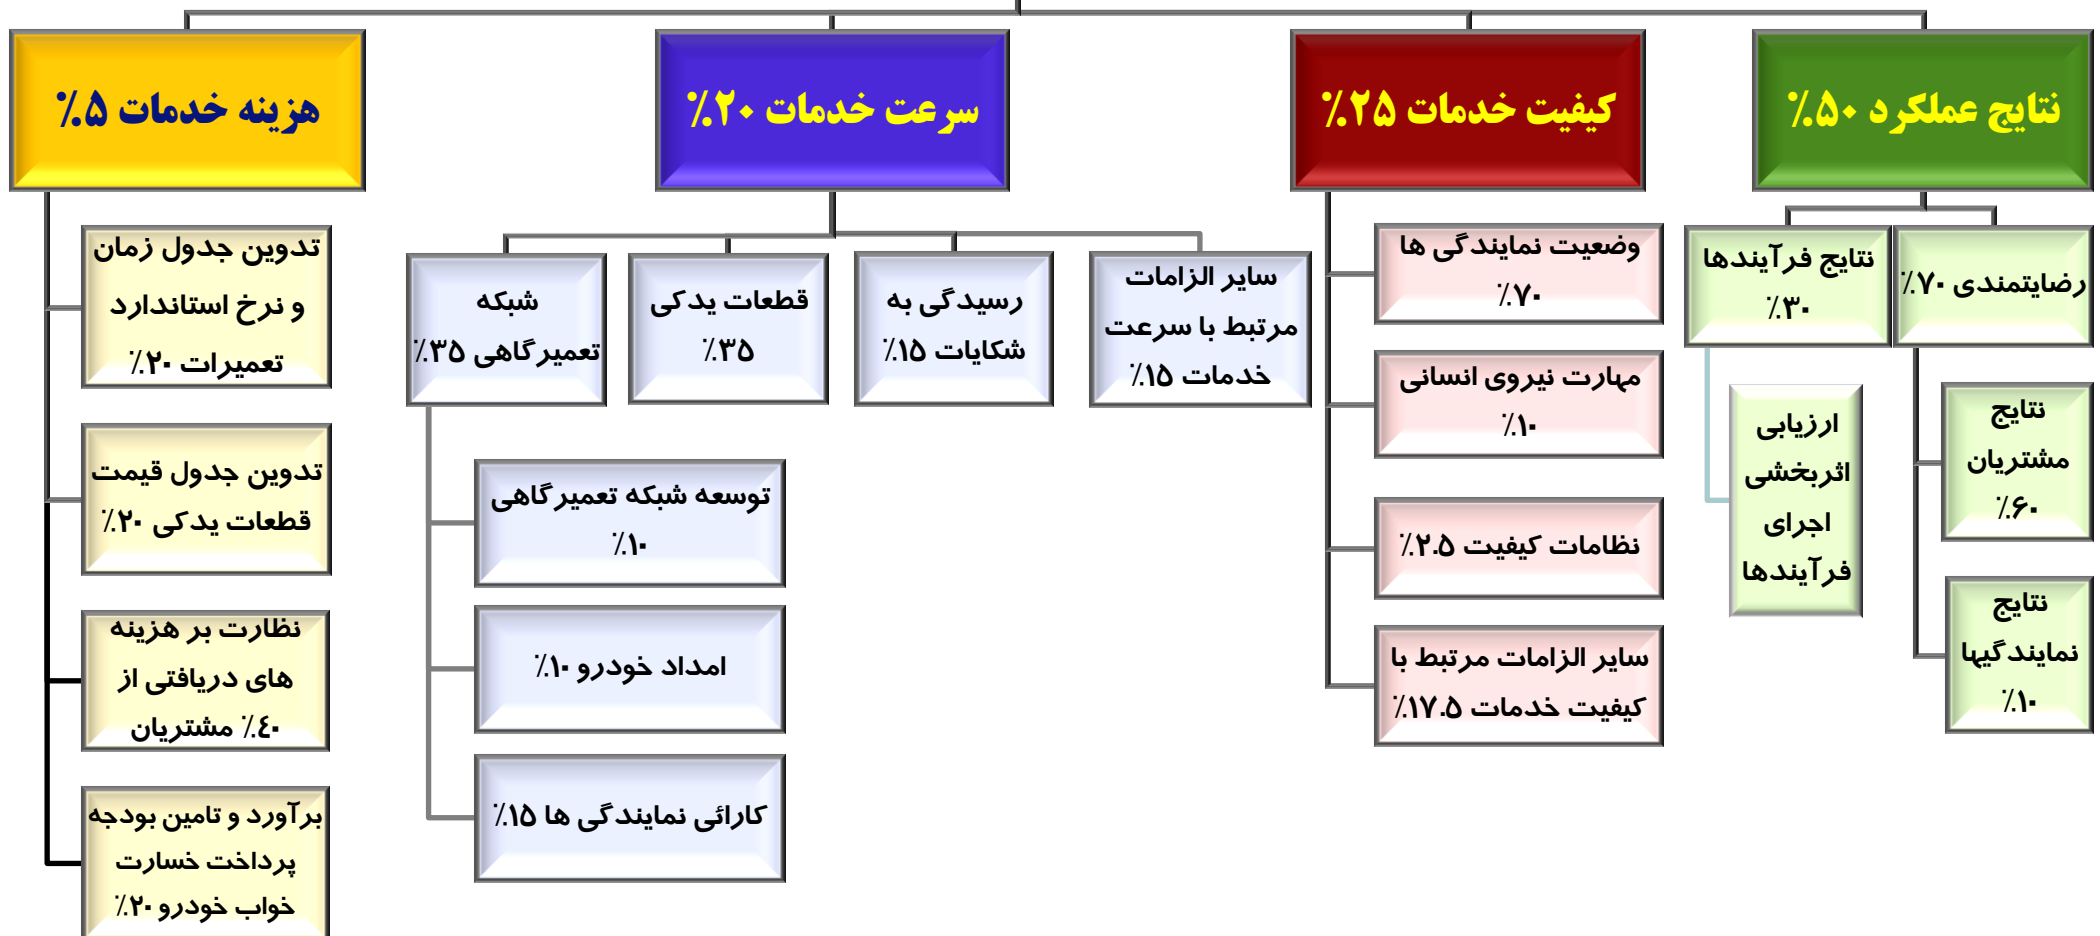 نتایج عملکرد ۵۰%
کیفیت خدمات ۲۵%
سرعت خدمات ۲۰%
هزینه خدمات ۵%
رضایتمندی ۷۰%
نتایج
مشتریان
۶۰%
نتایج
نمایندگیها
۱۰%
نتایج فرآیندها
۳۰%
ارزیابی
اثربخشی
اجرای
فرآیندها
وضعیت نمایندگی ها
۷۰%
مهارت نیروی انسانی
۱۰%
نظامات کیفیت ۲.۵%
سایر الزامات مرتبط با
کیفیت خدمات ۱۷.۵%
سایر الزامات
مرتبط با سرعت
خدمات ۱۵%
رسیدگی به
شکایات ۱۵%
قطعات یدکی
۳۵%
شبکه
تعمیرگاهی ۳۵%
توسعه شبکه تعمیرگاهی
۱۰%
امداد خودرو ۱۰%
کارائی نمایندگی ها ۱۵%
تدوین جدول زمان
و نرخ استاندارد
تعمیرات ۲۰%
تدوین جدول قیمت
قطعات یدکی ۲۰%
نظارت بر هزینه
های دریافتی از
مشتریان ٤۰%
برآورد و تامین بودجه
پرداخت خسارت
خواب خودرو ۲۰%